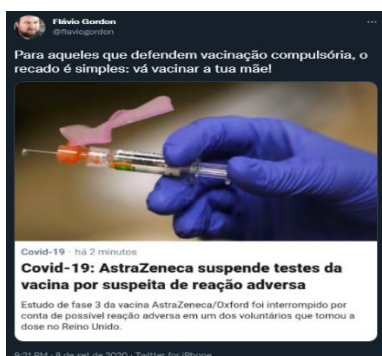 Flávio Gordon
@flaviogordon
Para aqueles que defendem vacinação compulsória, o
recado é simples: vá vacinar a tua mãe!
Covid-19 - há 2 minutos
Covid-19: AstraZeneca suspende testes da
vacina por suspeita de reação adversa
Estudo de fase 3 da vacina AstraZeneca/Oxford foi interrompido por
conta de possível reação adversa em um dos voluntários que tomou a
dose no Reino Unido.
9:21 PM · 8 de set de 2020 · Twitter for iPhone